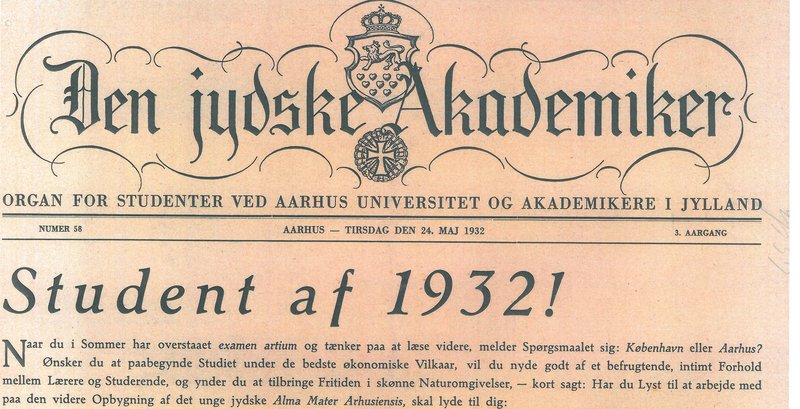 Den jydske Akademiker
ORGAN FOR STUDENTER VED AARHUS UNIVERSITET OG AKADEMIKERE I JYLLAND
NUMER 58 AARHUS — TIRSDAG DEN 24. MAJ 1932 3. AARGANG
Student af 1932!
Naar du i Sommer har overstaaet examen artium og tænker paa at læse videre, melder Spørgsmaalet sig: København eller Aarhus?
Ønsker du at paabegynde Studiet under de bedste økonomiske Vilkaar, vil du nyde godt af et befrugtende, intimt Forhold
mellem Lærere og Studerende, og ynder du at tilbringe Fritiden i skønne Naturomgivelser, — kort sagt: Har du Lyst til at arbejde med
paa den videre Opbygning af det unge jydske Alma Mater Arhusiensis, skal lyde til dig: